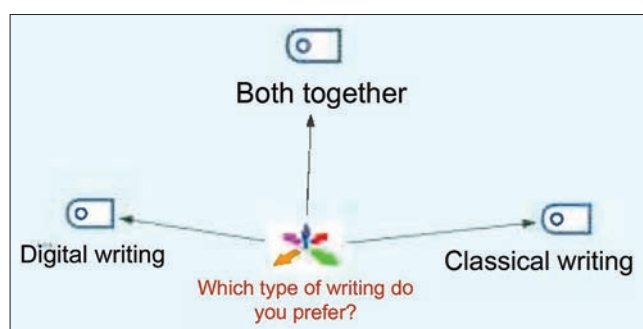 Both together
Digital writing
Classical writing
Which type of writing do
you prefer?